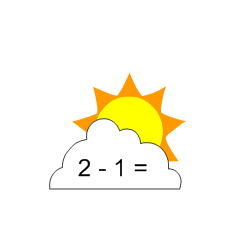 2 - 1 =